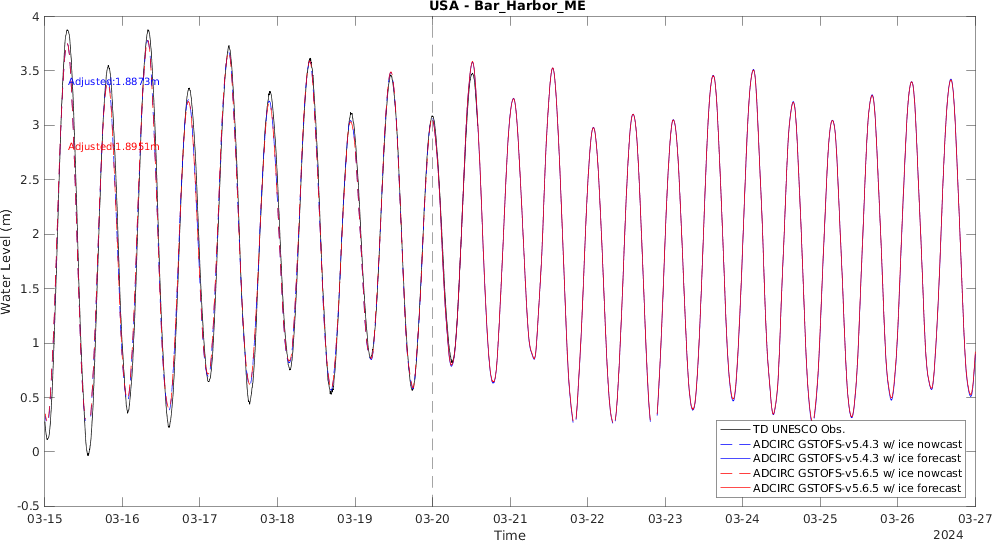 USA - Bar_Harbor_ME
4
3.5
3
2.5
2
1.5
1
0.5
0
-0.5
Water Level (m)
Adjusted:1.8873m
Adjusted:1.8951m
TD UNESCO Obs.
ADCIRC GSTOFS-v5.4.3 w/ ice nowcast
ADCIRC GSTOFS-v5.4.3 w/ ice forecast
ADCIRC GSTOFS-v5.6.5 w/ ice nowcast
ADCIRC GSTOFS-v5.6.5 w/ ice forecast
03-15 03-16 03-17 03-18 03-19 03-20 03-21 03-22 03-23 03-24 03-25 03-26 03-27
Time
2024